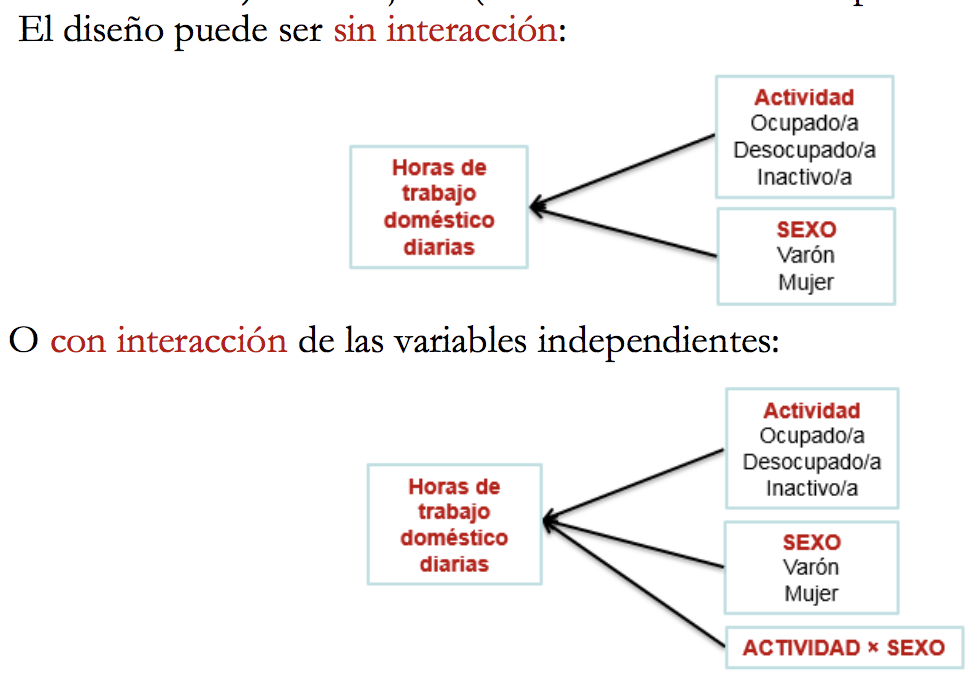 El diseño puede ser sin interacción:
Actividad
Ocupado/a
Desocupado/a
Inactivo/a
Horas de
trabajo
doméstico
diarias
SEXO
Varón
Mujer
O con interacción de las variables independientes:
Actividad
Ocupado/a
Desocupado/a
Inactivo/a
Horas de
trabajo
doméstico
diarias
SEXO
Varón
Mujer
ACTIVIDAD × SEXO